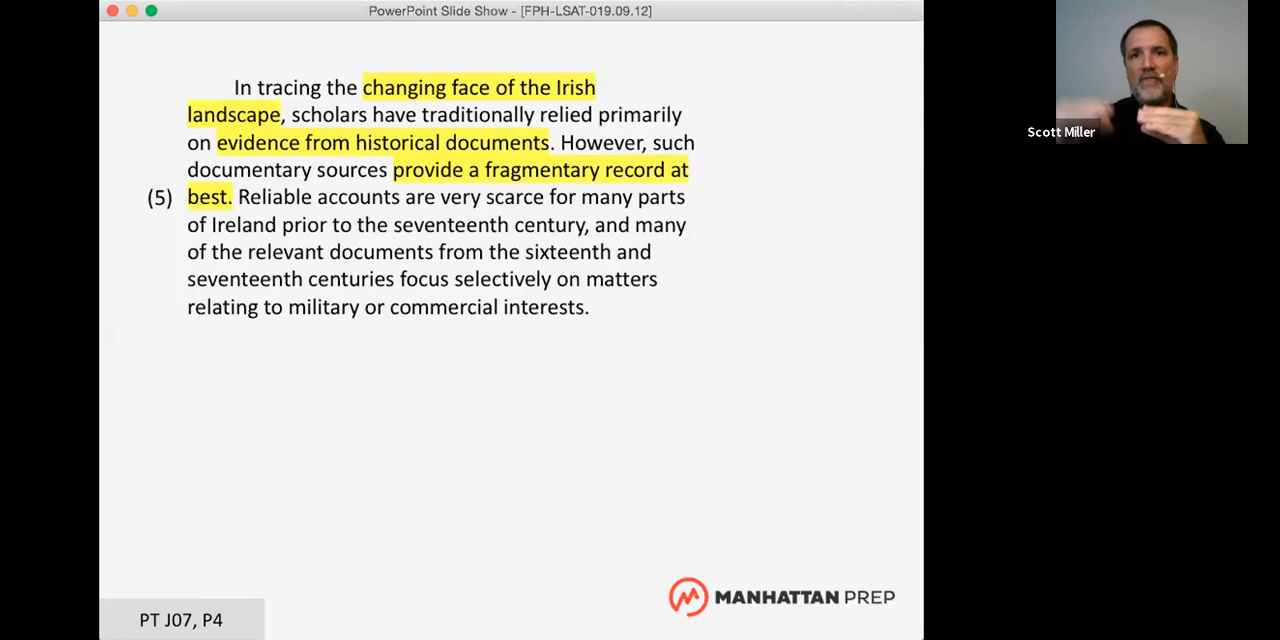 PowerPoint Slide Show - [FPH-LSAT-019.09.12]
In tracing the changing face of the Irish
landscape, scholars have traditionally relied primarily
on evidence from historical documents. However, such
documentary sources provide a fragmentary record at
(5) best. Reliable accounts are very scarce for many parts
of Ireland prior to the seventeenth century, and many
of the relevant documents from the sixteenth and
seventeenth centuries focus selectively on matters
relating to military or commercial interests.
Scott Miller
MANHATTAN PREP
PT J07, P4